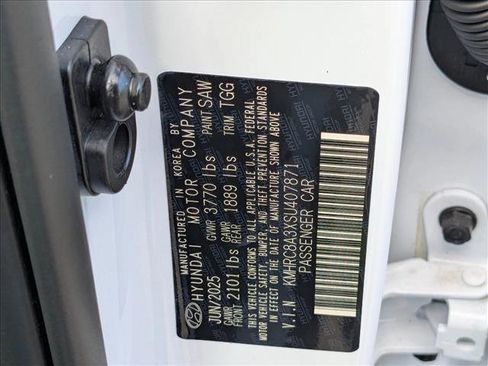 MADE IN KOREA BY
HYUNDAI MOTOR COMPANY
JUN/2025 GVWR 3770 lbs PAINT SAW
GAWR FRONT 2101 lbs GAWR REAR 1889 lbs TRIM TGG
THIS VEHICLE CONFORMS TO ALL APPLICABLE U.S.A. FEDERAL
MOTOR VEHICLE SAFETY, BUMPER, AND THEFT PREVENTION STANDARDS
IN EFFECT ON THE DATE OF MANUFACTURE SHOWN ABOVE
V.I.N. KMHRC8A3XSU407871
PASSENGER CAR